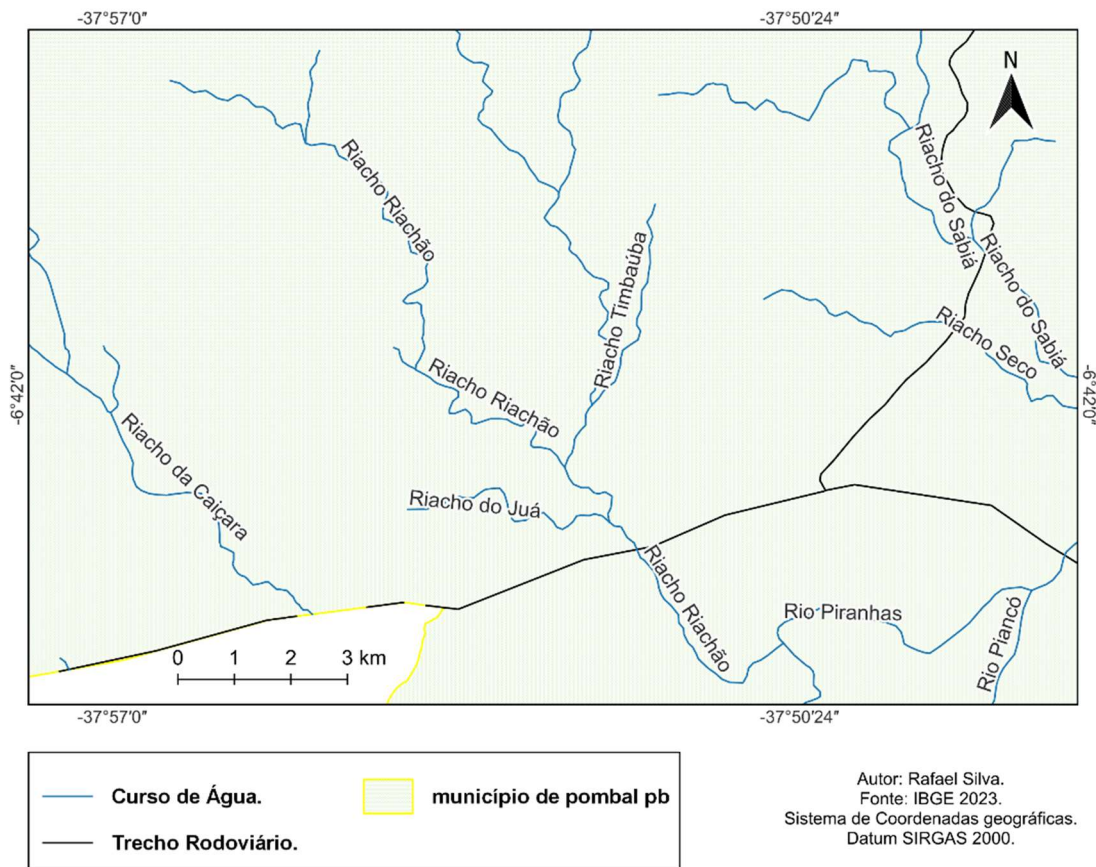 -37°57′0″
-37°50′24″
N
Riacho Riachão
Riacho do Sabiá
Riacho Timbaúba
Riacho do Sabiá
Riacho Seco
-6°42′0″
-6°42′0″
Riacho Riachão
Riacho da Caiçara
Riacho do Juá
Riacho Riachão
Rio Piranhas
Rio Piancó
0 1 2 3 km
-37°57′0″
-37°50′24″
Curso de Água.
município de pombal pb
Trecho Rodoviário.
Autor: Rafael Silva.
Fonte: IBGE 2023.
Sistema de Coordenadas geográficas.
Datum SIRGAS 2000.